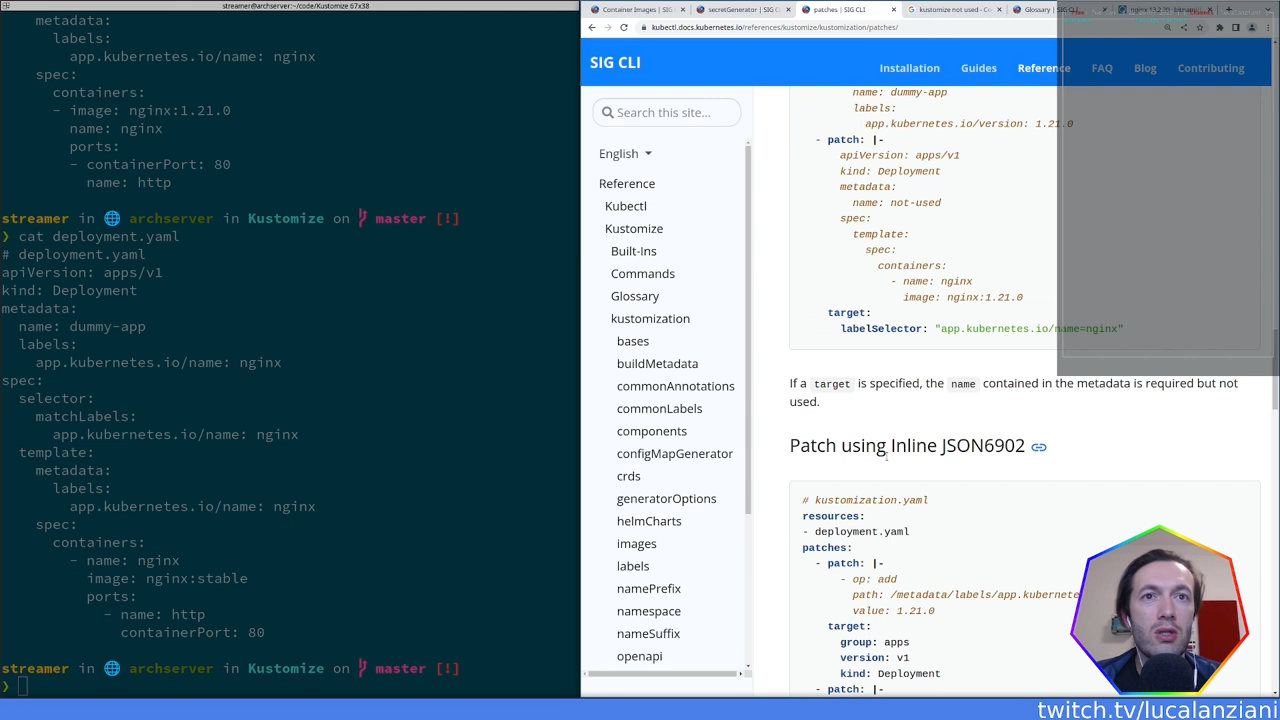 streamer@archserver:~/code/Kustomize 67x38
metadata:
labels:
app.kubernetes.io/name: nginx
spec:
containers:
- image: nginx:1.21.0
name: nginx
ports:
- containerPort: 80
name: http
streamer in archserver in Kustomize on master [!]
❯ cat deployment.yaml
# deployment.yaml
apiVersion: apps/v1
kind: Deployment
metadata:
name: dummy-app
labels:
app.kubernetes.io/name: nginx
spec:
selector:
matchLabels:
app.kubernetes.io/name: nginx
template:
metadata:
labels:
app.kubernetes.io/name: nginx
spec:
containers:
- name: nginx
image: nginx:stable
ports:
- name: http
containerPort: 80
streamer in archserver in Kustomize on master [!]
❯
Container Images | SIG
secretGenerator | SIG C
patches | SIG CLI
kustomize not used - Co
Glossary | SIG CLI
kubectl.docs.kubernetes.io/references/kustomize/kustomization/patches/
SIG CLI
Installation
Guides
Reference
FAQ
Blog
Contributing
Search this site…
English
Reference
Kubectl
Kustomize
Built-Ins
Commands
Glossary
kustomization
bases
buildMetadata
commonAnnotations
commonLabels
components
configMapGenerator
crds
generatorOptions
helmCharts
images
labels
namePrefix
namespace
nameSuffix
openapi
name: dummy-app
labels:
app.kubernetes.io/version: 1.21.0
- patch: |-
apiVersion: apps/v1
kind: Deployment
metadata:
name: not-used
spec:
template:
spec:
containers:
- name: nginx
image: nginx:1.21.0
target:
labelSelector: "app.kubernetes.io/name=nginx"
If a target is specified, the name contained in the metadata is required but not
used.
Patch using Inline JSON6902
# kustomization.yaml
resources:
- deployment.yaml
patches:
- patch: |-
- op: add
path: /metadata/labels/app.kubernete
value: 1.21.0
target:
group: apps
version: v1
kind: Deployment
- patch: |-
twitch.tv/lucalanziani